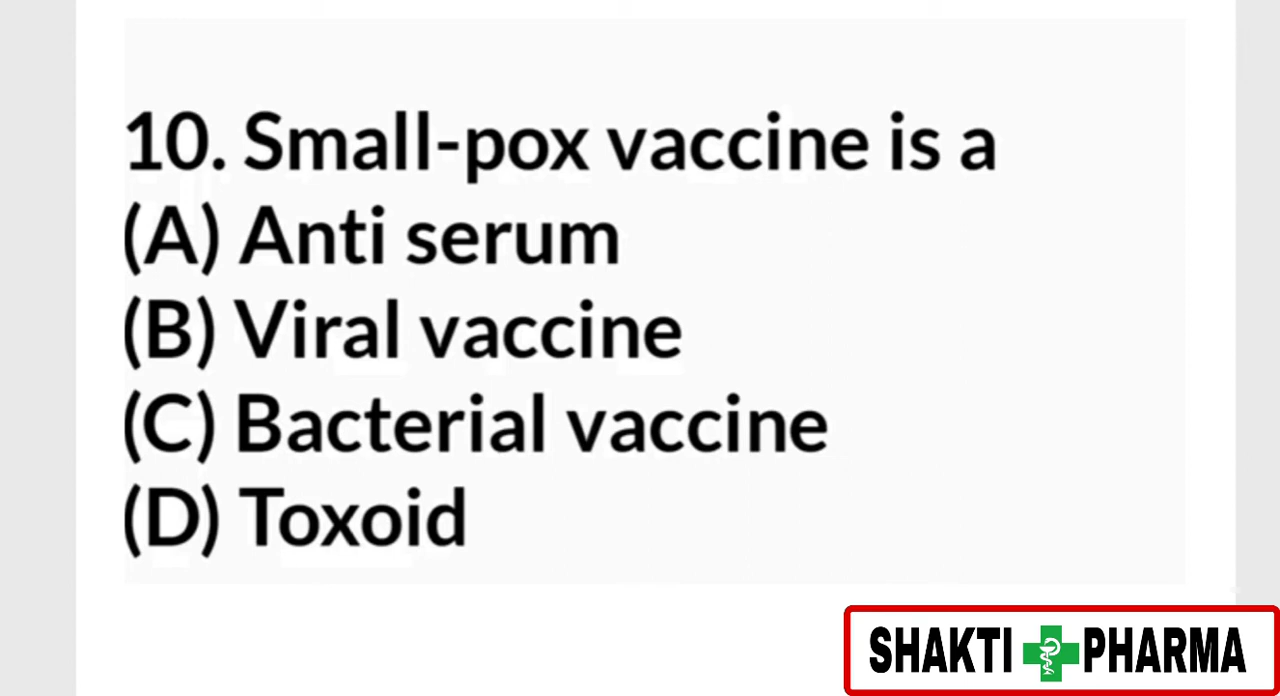 10. Small-pox vaccine is a
(A) Anti serum
(B) Viral vaccine
(C) Bacterial vaccine
(D) Toxoid
SHAKTI PHARMA